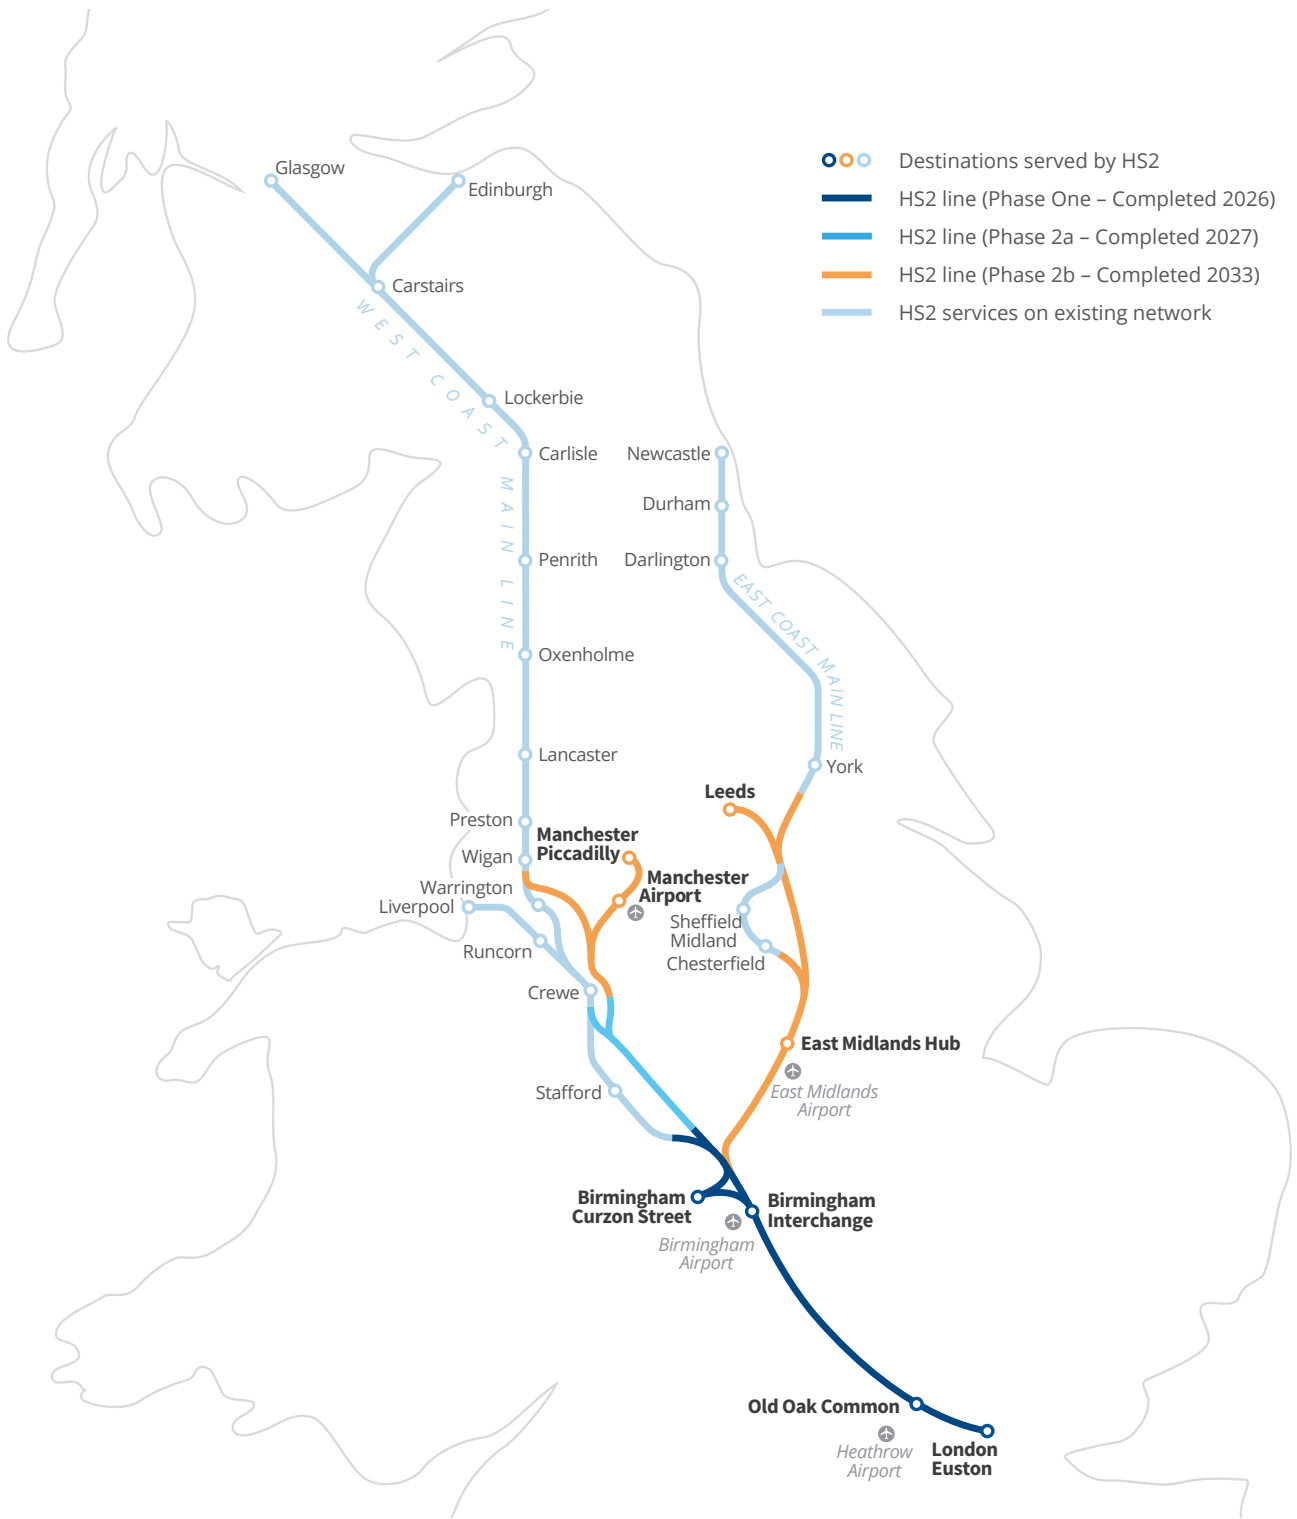 Glasgow
Edinburgh
Carstairs
WEST COAST MAIN LINE
Lockerbie
Carlisle
Newcastle
Durham
Penrith
Darlington
EAST COAST MAIN LINE
Oxenholme
Lancaster
York
Leeds
Preston
Manchester
Piccadilly
Wigan
Manchester
Airport
Warrington
Liverpool
Sheffield
Midland
Runcorn
Chesterfield
Crewe
East Midlands Hub
Stafford
East Midlands
Airport
Birmingham
Curzon Street
Birmingham
Interchange
Birmingham
Airport
Old Oak Common
Heathrow
Airport
London
Euston
Destinations served by HS2
HS2 line (Phase One – Completed 2026)
HS2 line (Phase 2a – Completed 2027)
HS2 line (Phase 2b – Completed 2033)
HS2 services on existing network